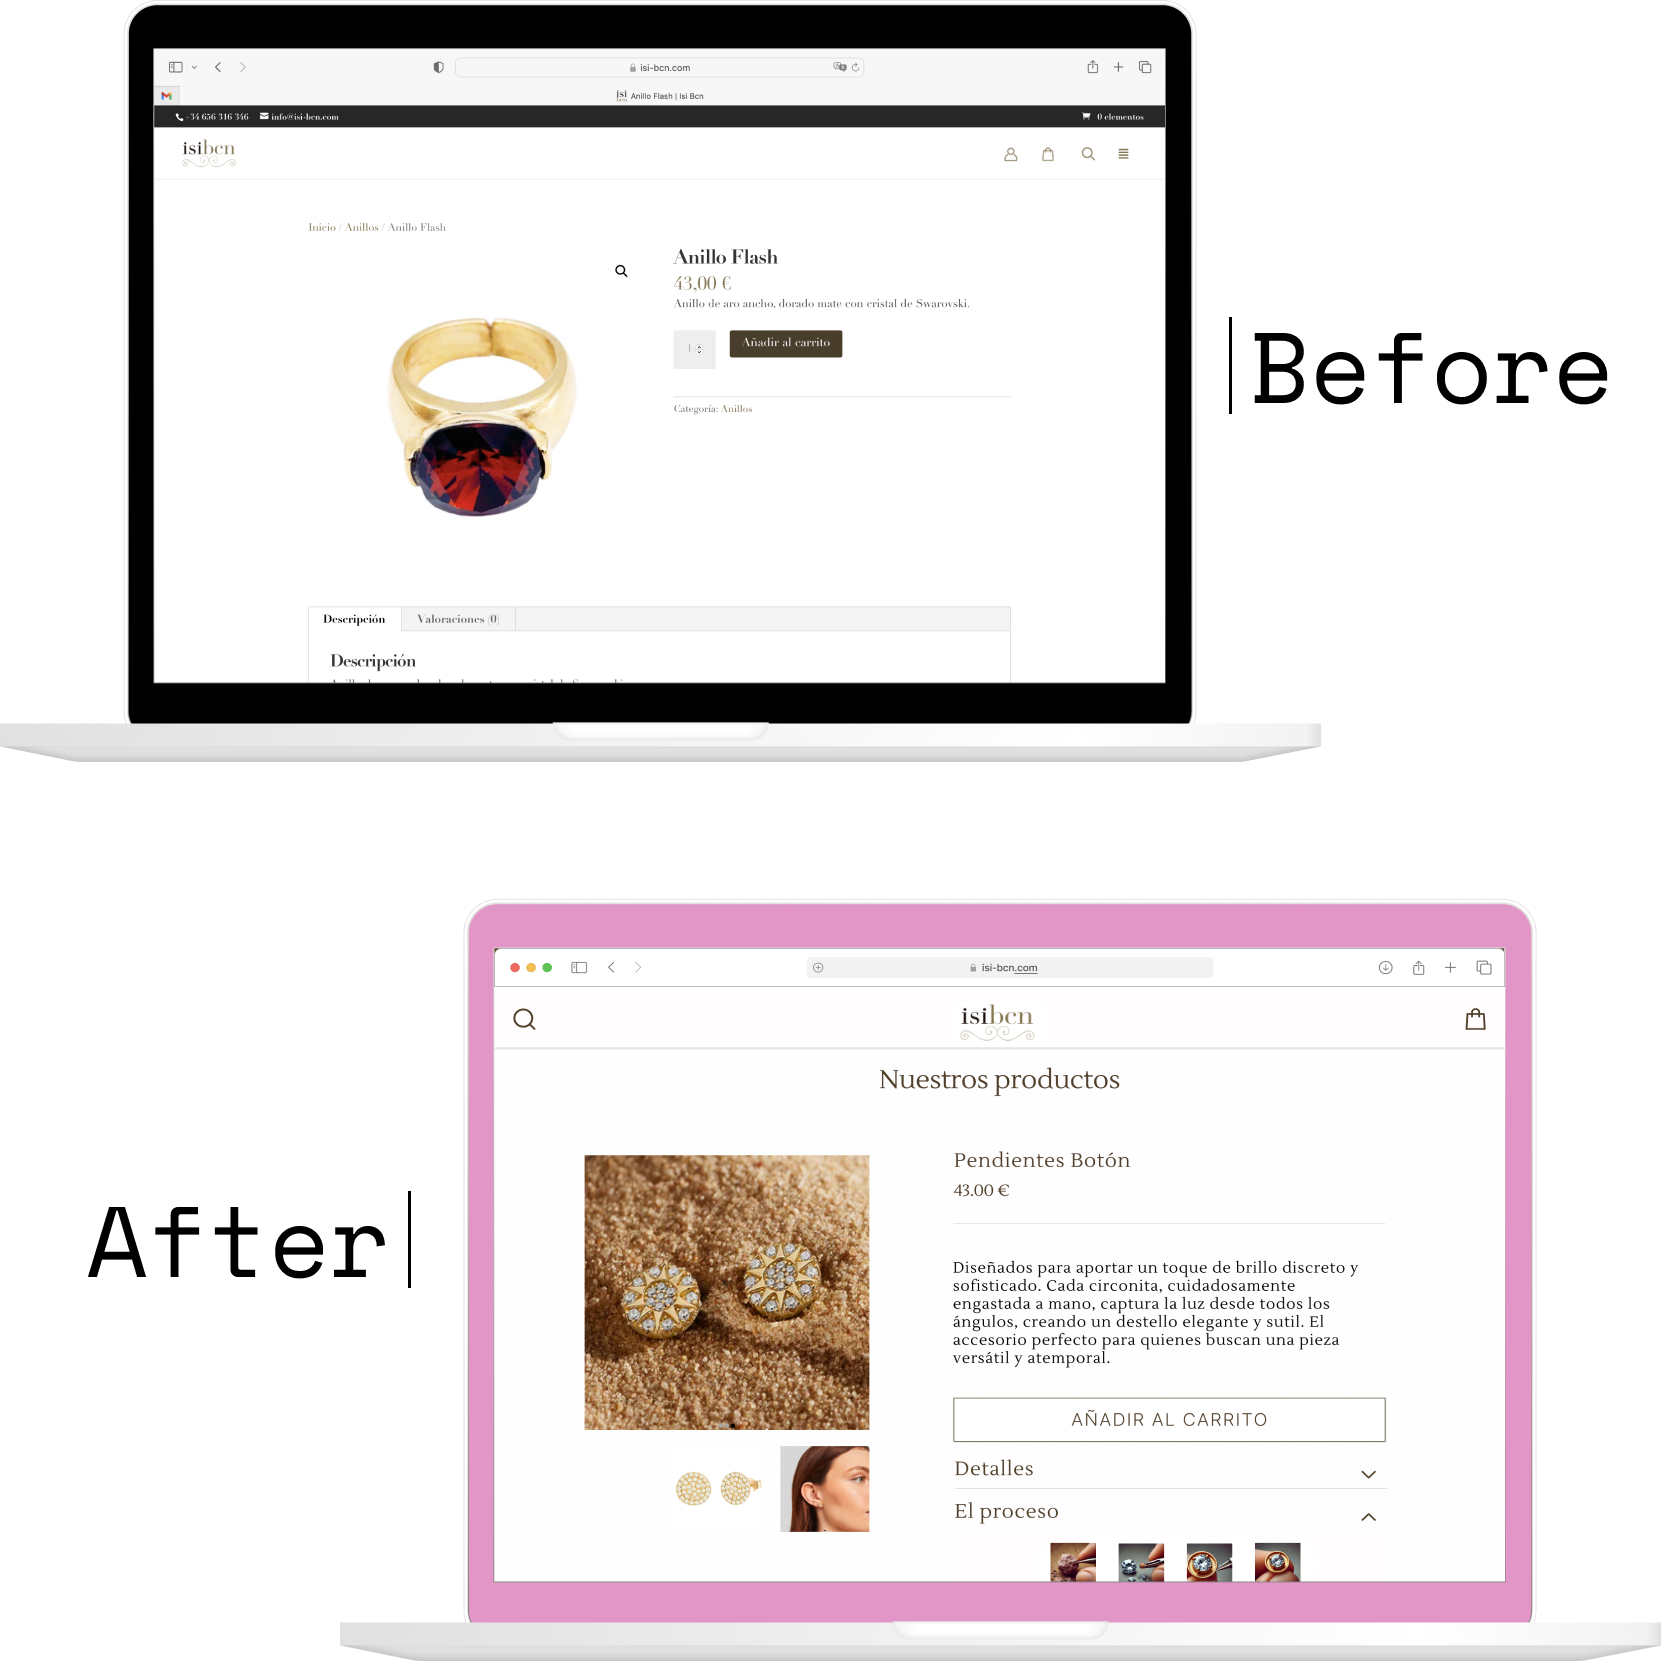 isi-bcn.com
isi bcn Anillo Flash | Isi Bcn
+34 656 316 346 info@isi-bcn.com 0 elementos
isibcn
Inicio / Anillos / Anillo Flash
Anillo Flash
43,00 €
Anillo de aro ancho, dorado mate con cristal de Swarovski.
1 Añadir al carrito
Categoría: Anillos
Descripción Valoraciones (0)
Descripción
Before
isi-bcn.com
isibcn
Nuestros productos
Pendientes Botón
43.00 €
Diseñados para aportar un toque de brillo discreto y
sofisticado. Cada circonita, cuidadosamente
engastada a mano, captura la luz desde todos los
ángulos, creando un destello elegante y sutil. El
accesorio perfecto para quienes buscan una pieza
versátil y atemporal.
AÑADIR AL CARRITO
Detalles
El proceso
After